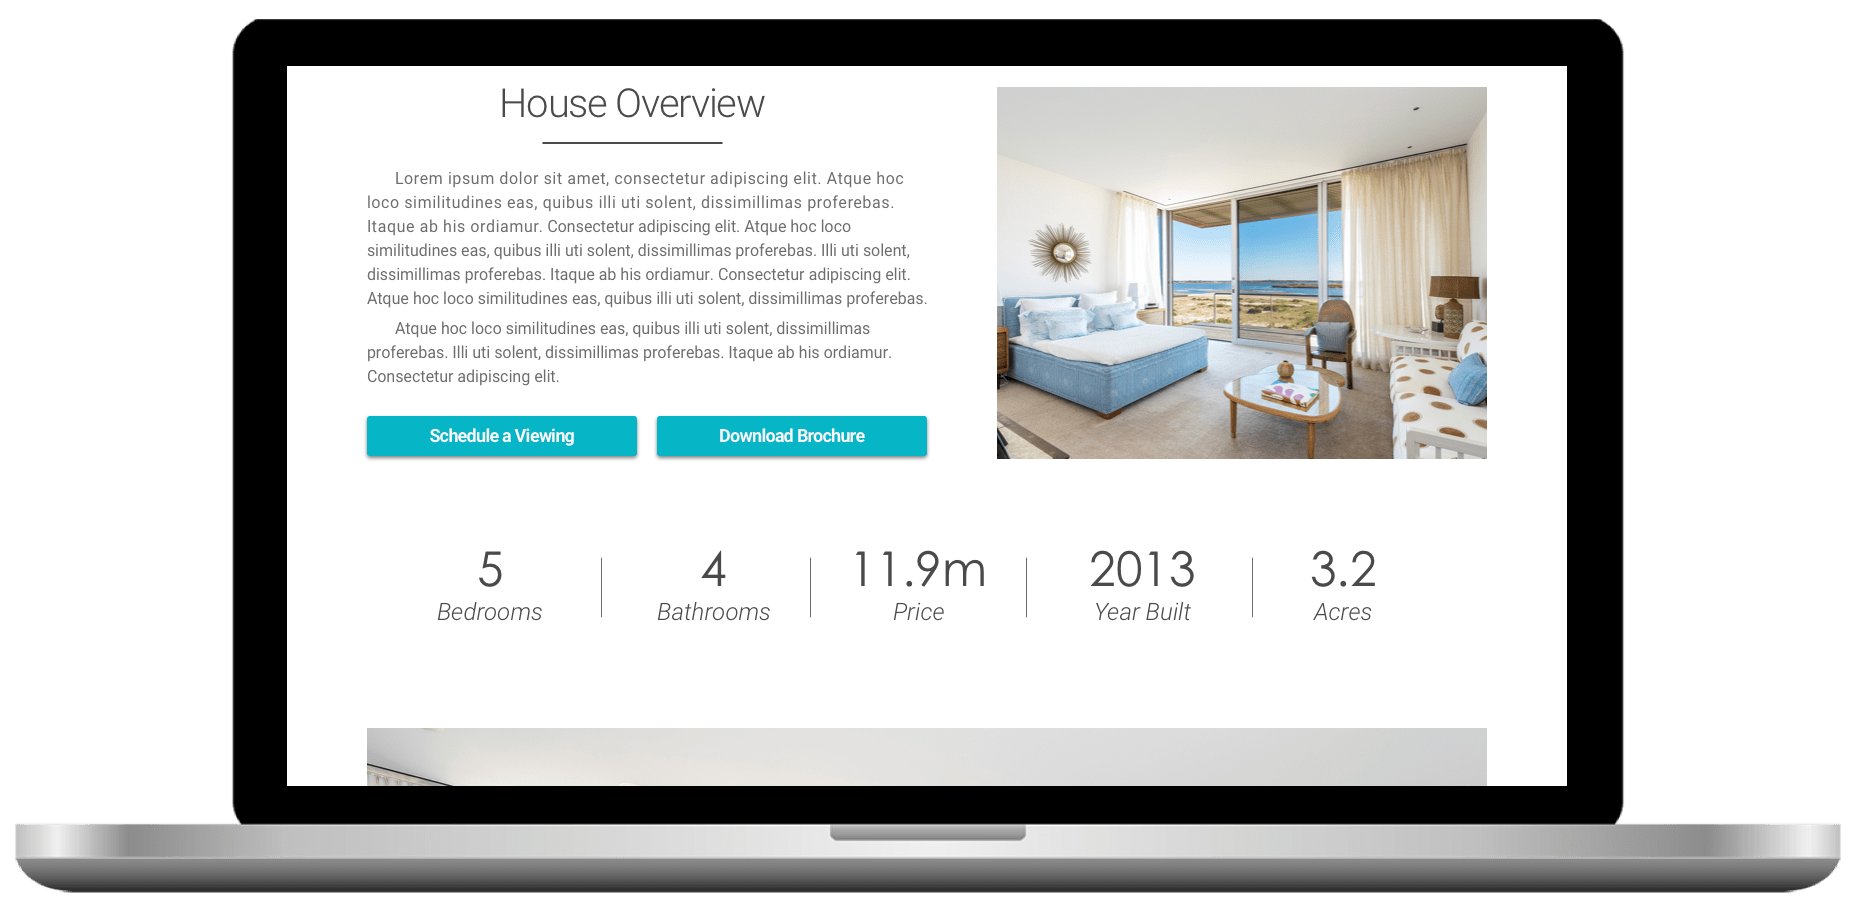 House Overview
Lorem ipsum dolor sit amet, consectetur adipiscing elit. Atque hoc
loco similitudines eas, quibus illi uti solent, dissimillimas proferebas.
Itaque ab his ordiamur. Consectetur adipiscing elit. Atque hoc loco
similitudines eas, quibus illi uti solent, dissimillimas proferebas. Illi uti solent,
dissimillimas proferebas. Itaque ab his ordiamur. Consectetur adipiscing elit.
Atque hoc loco similitudines eas, quibus illi uti solent, dissimillimas proferebas.
Atque hoc loco similitudines eas, quibus illi uti solent, dissimillimas
proferebas. Illi uti solent, dissimillimas proferebas. Itaque ab his ordiamur.
Consectetur adipiscing elit.
Schedule a Viewing
Download Brochure
5 4 11.9m 2013 3.2
Bedrooms Bathrooms Price Year Built Acres